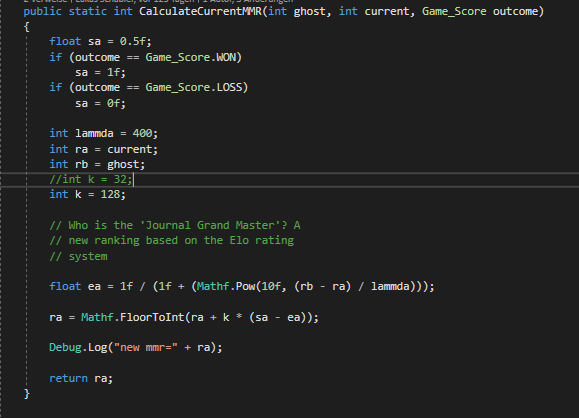 public static int CalculateCurrentMMR(int ghost, int current, Game_Score outcome)
{
float sa = 0.5f;
if (outcome == Game_Score.WON)
sa = 1f;
if (outcome == Game_Score.LOSS)
sa = 0f;
int lammda = 400;
int ra = current;
int rb = ghost;
//int k = 32;
int k = 128;
// Who is the 'Journal Grand Master'? A
// new ranking based on the Elo rating
// system
float ea = 1f / (1f + (Mathf.Pow(10f, (rb - ra) / lammda)));
ra = Mathf.FloorToInt(ra + k * (sa - ea));
Debug.Log("new mmr=" + ra);
return ra;
}